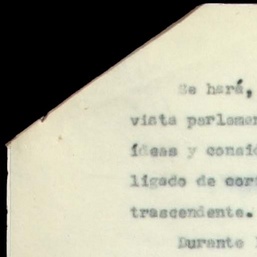 Se hará,
vista parlamen
ideas y consid
ligado de cor
trascendente.
Durante